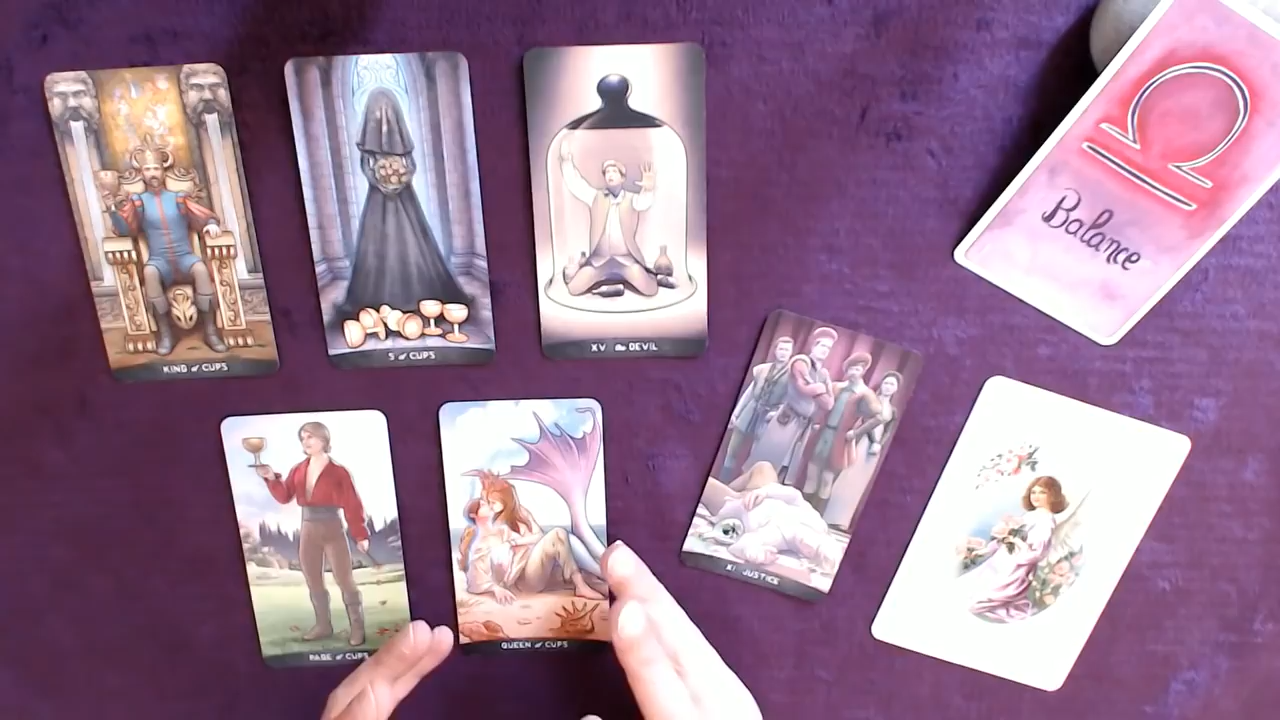 KING of CUPS
5 of CUPS
XV the DEVIL
Balance
XI JUSTICE
PAGE of CUPS
QUEEN of CUPS